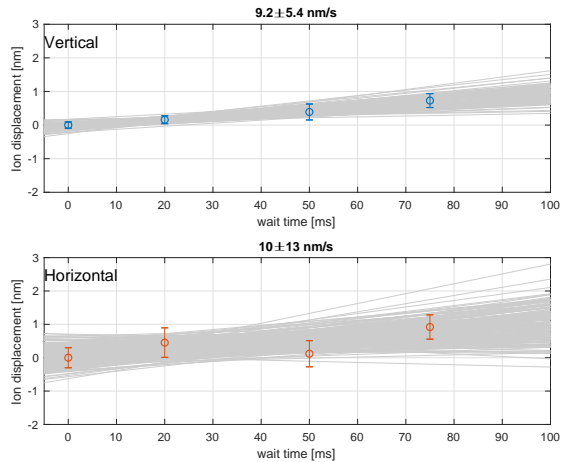 9.2±5.4 nm/s
Vertical
Ion displacement [nm]
3
2
1
0
-1
-2
0 10 20 30 40 50 60 70 80 90 100
wait time [ms]
10±13 nm/s
Horizontal
Ion displacement [nm]
3
2
1
0
-1
-2
0 10 20 30 40 50 60 70 80 90 100
wait time [ms]